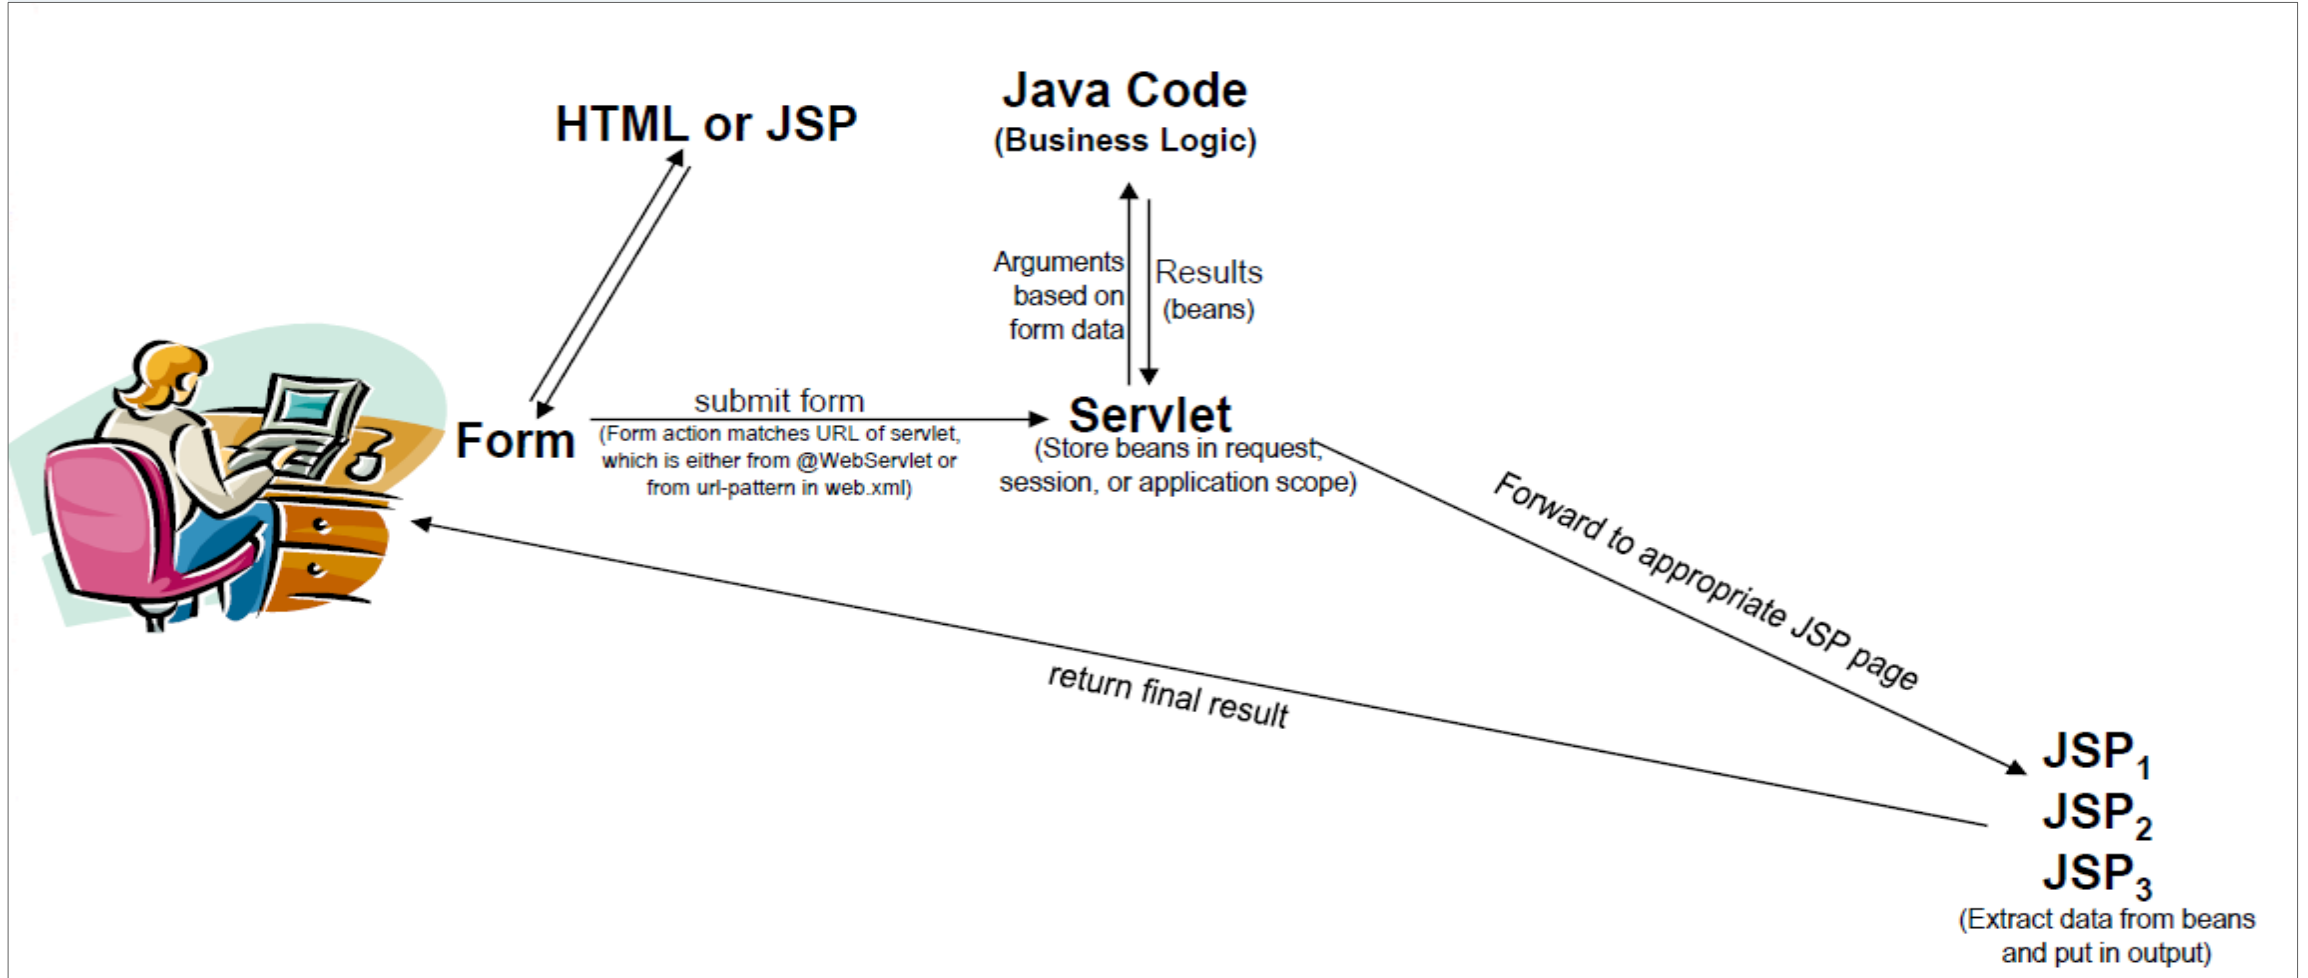 HTML or JSP
Java Code
(Business Logic)
Arguments
based on
form data
Results
(beans)
Form
submit form
(Form action matches URL of servlet,
which is either from @WebServlet or
from url-pattern in web.xml)
Servlet
(Store beans in request,
session, or application scope)
Forward to appropriate JSP page
return final result
JSP1
JSP2
JSP3
(Extract data from beans
and put in output)